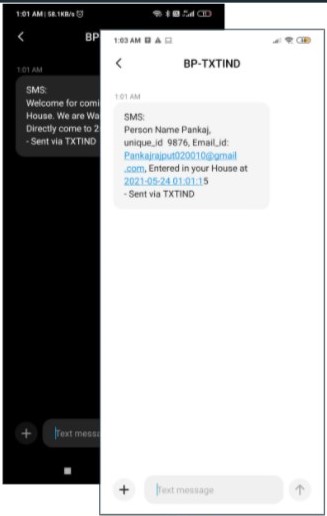 1:01 AM | 58.1KB/s
BP
1:01 AM
SMS:
Welcome for comi
House. We are Wa
Directly come to 2
- Sent via TXTIND
Text messa
1:03 AM
BP-TXTIND
1:01 AM
SMS:
Person Name Pankaj,
unique_id 9876, Email_id:
Pankajrajput020010@gmail
.com, Entered in your House at
2021-05-24 01:01:15
- Sent via TXTIND
Text message